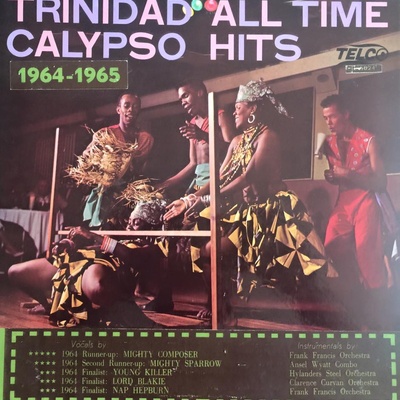 TRINIDAD ALL TIME
CALYPSO HITS
TELCO
1964-1965
Vocals by
1964 Runner-up: MIGHTY COMPOSER
1964 Second Runner-up: MIGHTY SPARROW
1964 Finalist: YOUNG KILLER
1964 Finalist: LORD BLAKIE
1964 Finalist: NAP HEPBURN
Instrumentals by
Frank Francis Orchestra
Ansel Wyatt Combo
Hylanders Steel Orchestra
Clarence Curvan Orchestra
Frank Francis Orchestra